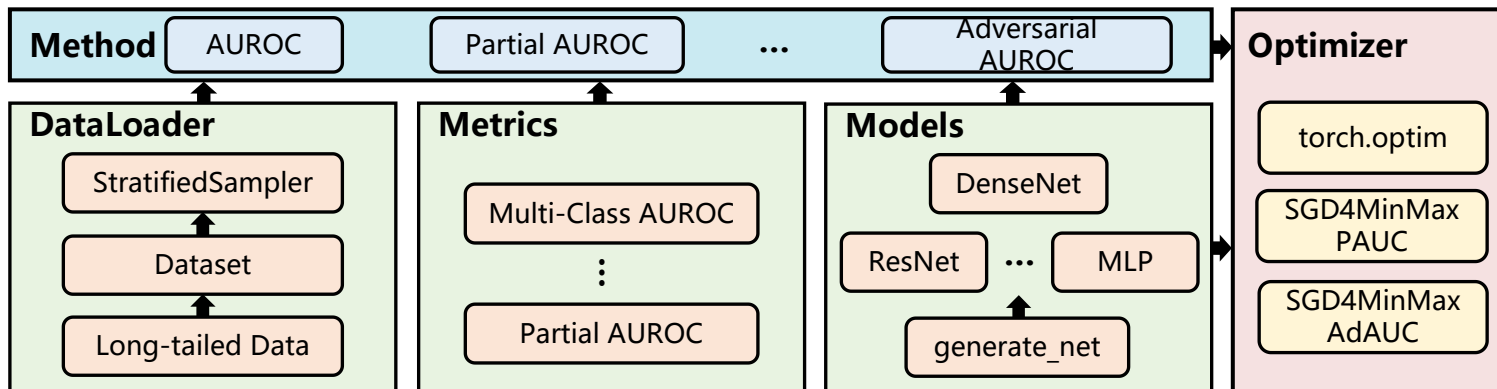 Method
AUROC
Partial AUROC
...
Adversarial
AUROC
DataLoader
StratifiedSampler
Dataset
Long-tailed Data
Metrics
Multi-Class AUROC
⋮
Partial AUROC
Models
DenseNet
ResNet
...
MLP
generate_net
Optimizer
torch.optim
SGD4MinMax
PAUC
SGD4MinMax
AdAUC